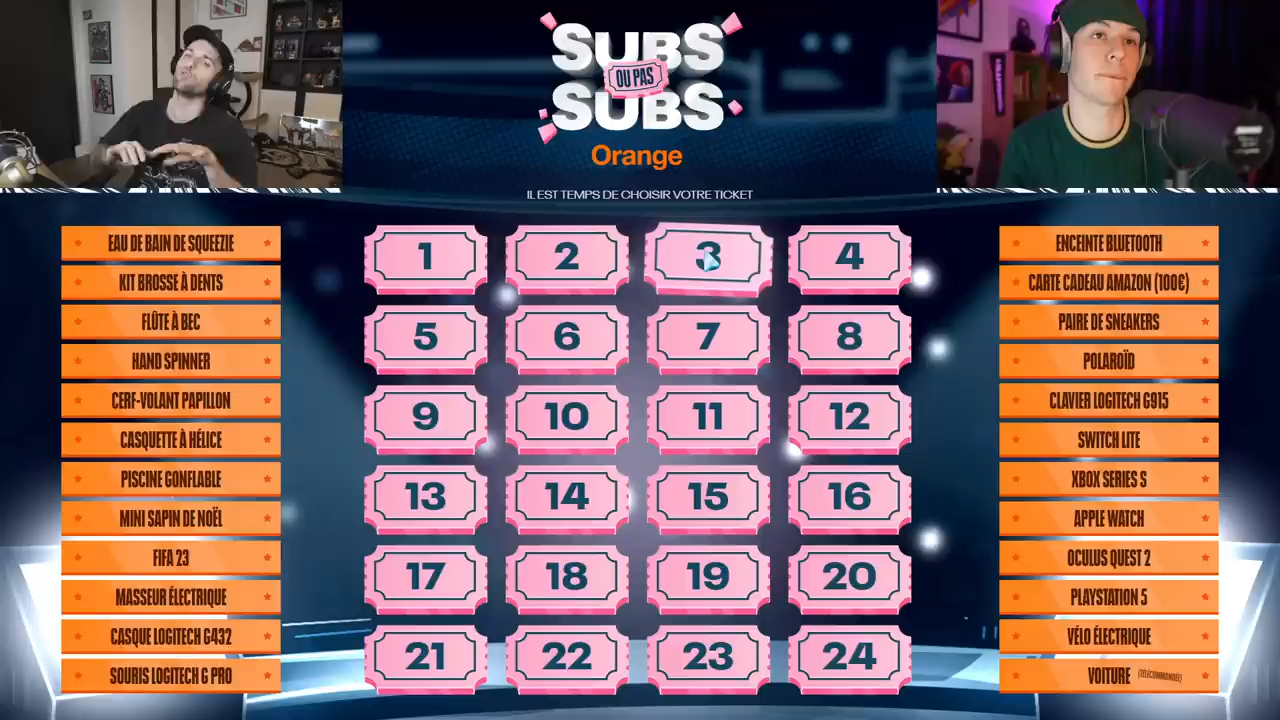 SUBS
OU PAS
SUBS
Orange
IL EST TEMPS DE CHOISIR VOTRE TICKET
EAU DE BAIN DE SQUEEZIE
KIT BROSSE À DENTS
FLÛTE À BEC
HAND SPINNER
CERF-VOLANT PAPILLON
CASQUETTE À HÉLICE
PISCINE GONFLABLE
MINI SAPIN DE NOËL
FIFA 23
MASSEUR ÉLECTRIQUE
CASQUE LOGITECH G432
SOURIS LOGITECH G PRO
1 2 3 4
5 6 7 8
9 10 11 12
13 14 15 16
17 18 19 20
21 22 23 24
ENCEINTE BLUETOOTH
CARTE CADEAU AMAZON (100€)
PAIRE DE SNEAKERS
POLAROÏD
CLAVIER LOGITECH G915
SWITCH LITE
XBOX SERIES S
APPLE WATCH
OCULUS QUEST 2
PLAYSTATION 5
VÉLO ÉLECTRIQUE
VOITURE (TÉLÉCOMMANDÉE)